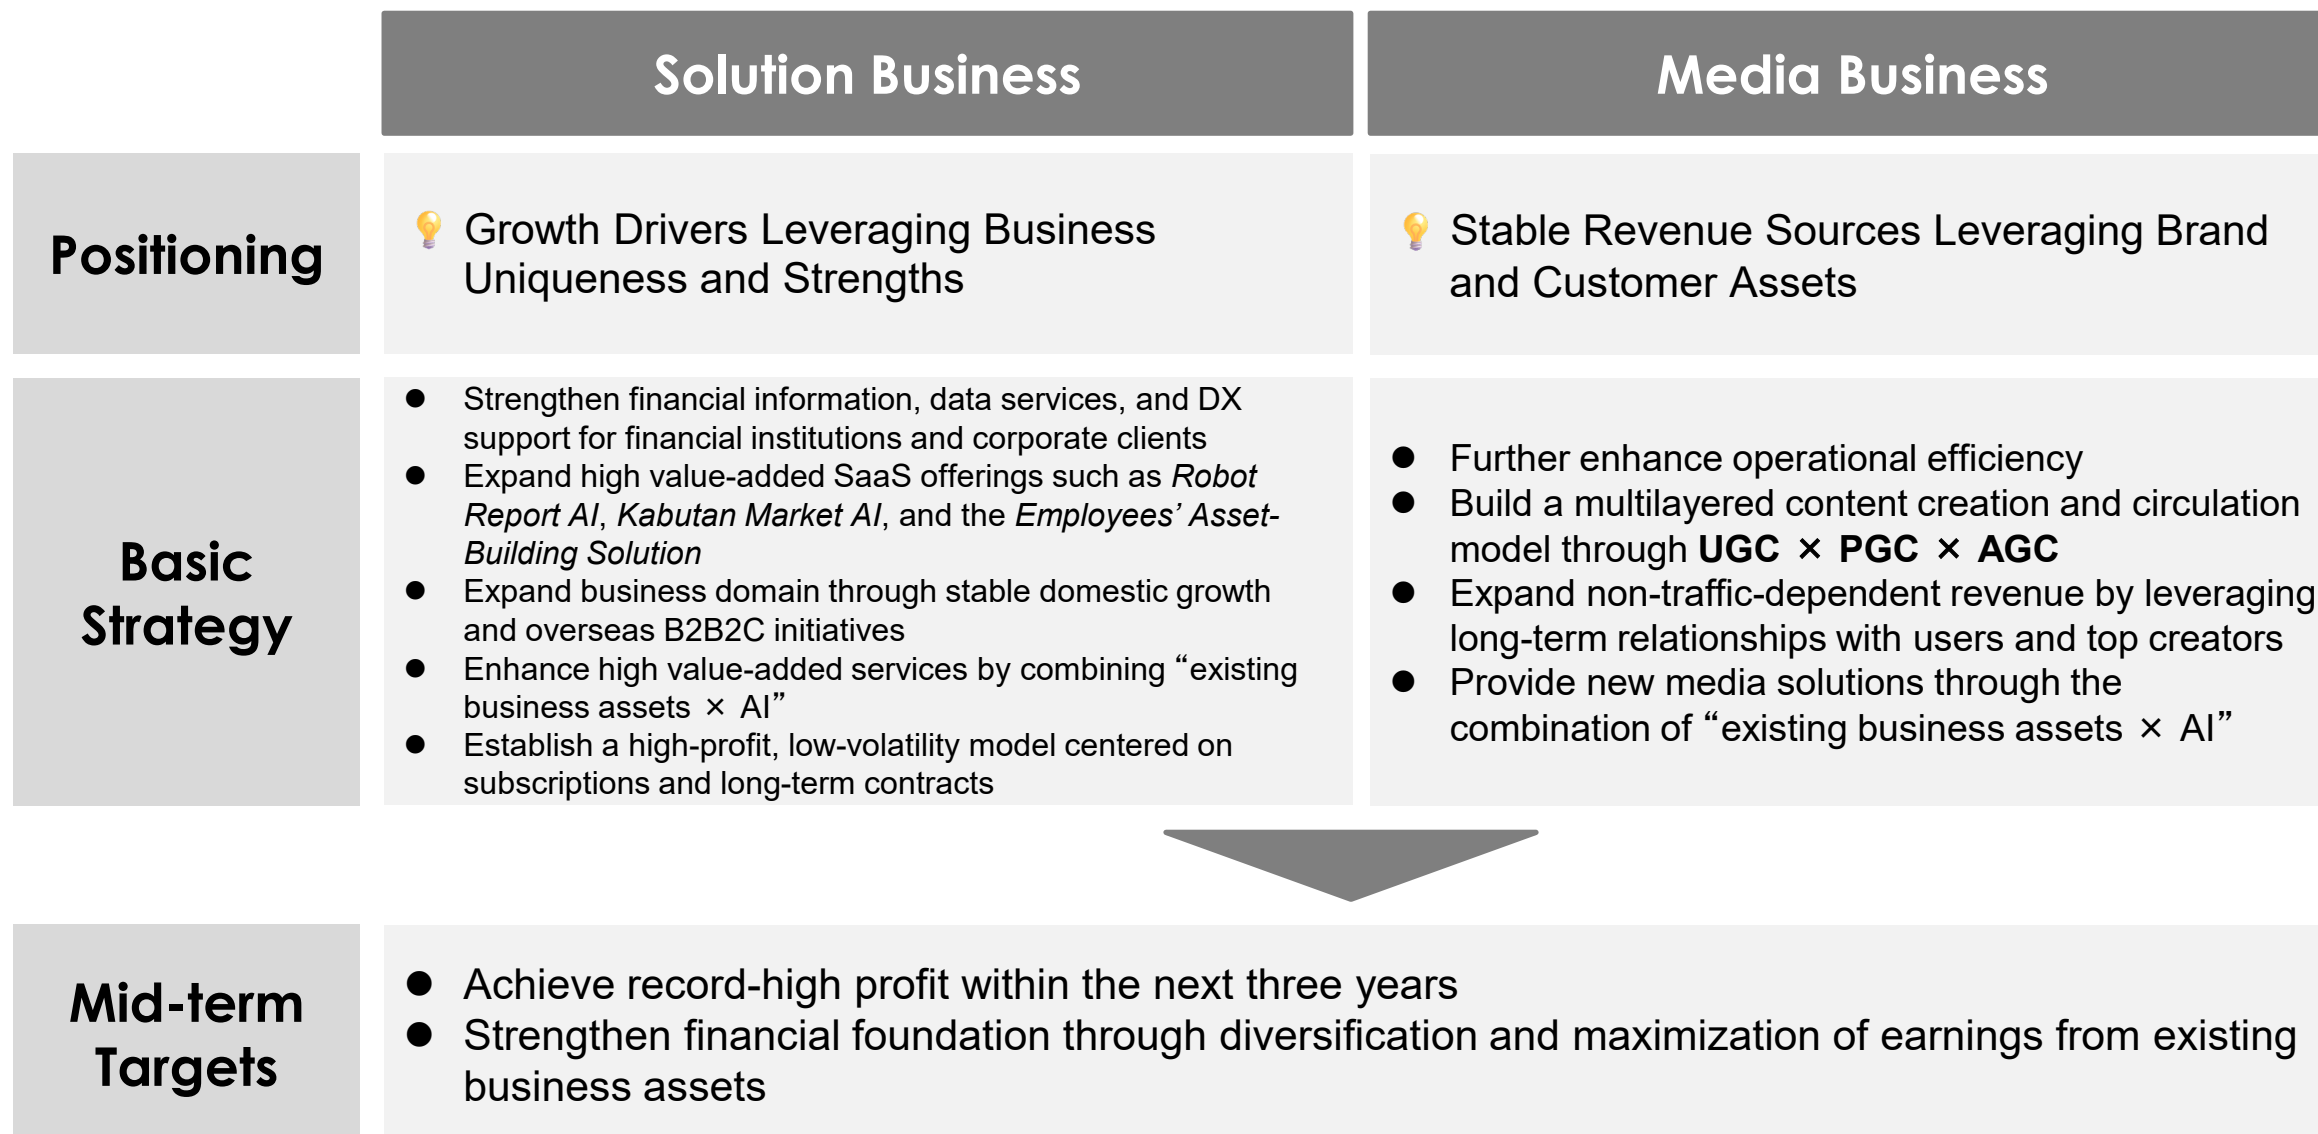 Solution Business
Media Business
Positioning
Growth Drivers Leveraging Business
Uniqueness and Strengths
Stable Revenue Sources Leveraging Brand
and Customer Assets
Basic
Strategy
● Strengthen financial information, data services, and DX
support for financial institutions and corporate clients
● Expand high value-added SaaS offerings such as Robot
Report AI, Kabutan Market AI, and the Employees’ Asset-
Building Solution
● Expand business domain through stable domestic growth
and overseas B2B2C initiatives
● Enhance high value-added services by combining “existing
business assets × AI”
● Establish a high-profit, low-volatility model centered on
subscriptions and long-term contracts
● Further enhance operational efficiency
● Build a multilayered content creation and circulation
model through UGC × PGC × AGC
● Expand non-traffic-dependent revenue by leveraging
long-term relationships with users and top creators
● Provide new media solutions through the
combination of “existing business assets × AI”
Mid-term
Targets
● Achieve record-high profit within the next three years
● Strengthen financial foundation through diversification and maximization of earnings from existing
business assets